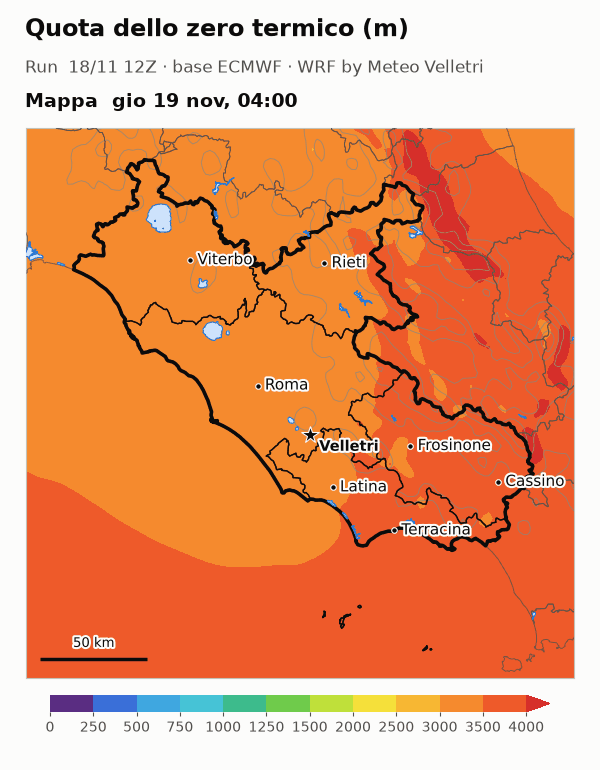 Quota dello zero termico (m)
Run  18/11 12Z · base ECMWF · WRF by Meteo Velletri
Mappa  gio 19 nov, 04:00
Viterbo
Rieti
Roma
Velletri
Frosinone
Cassino
Latina
Terracina
50 km
0 250 500 750 1000 1250 1500 2000 2500 3000 3500 4000